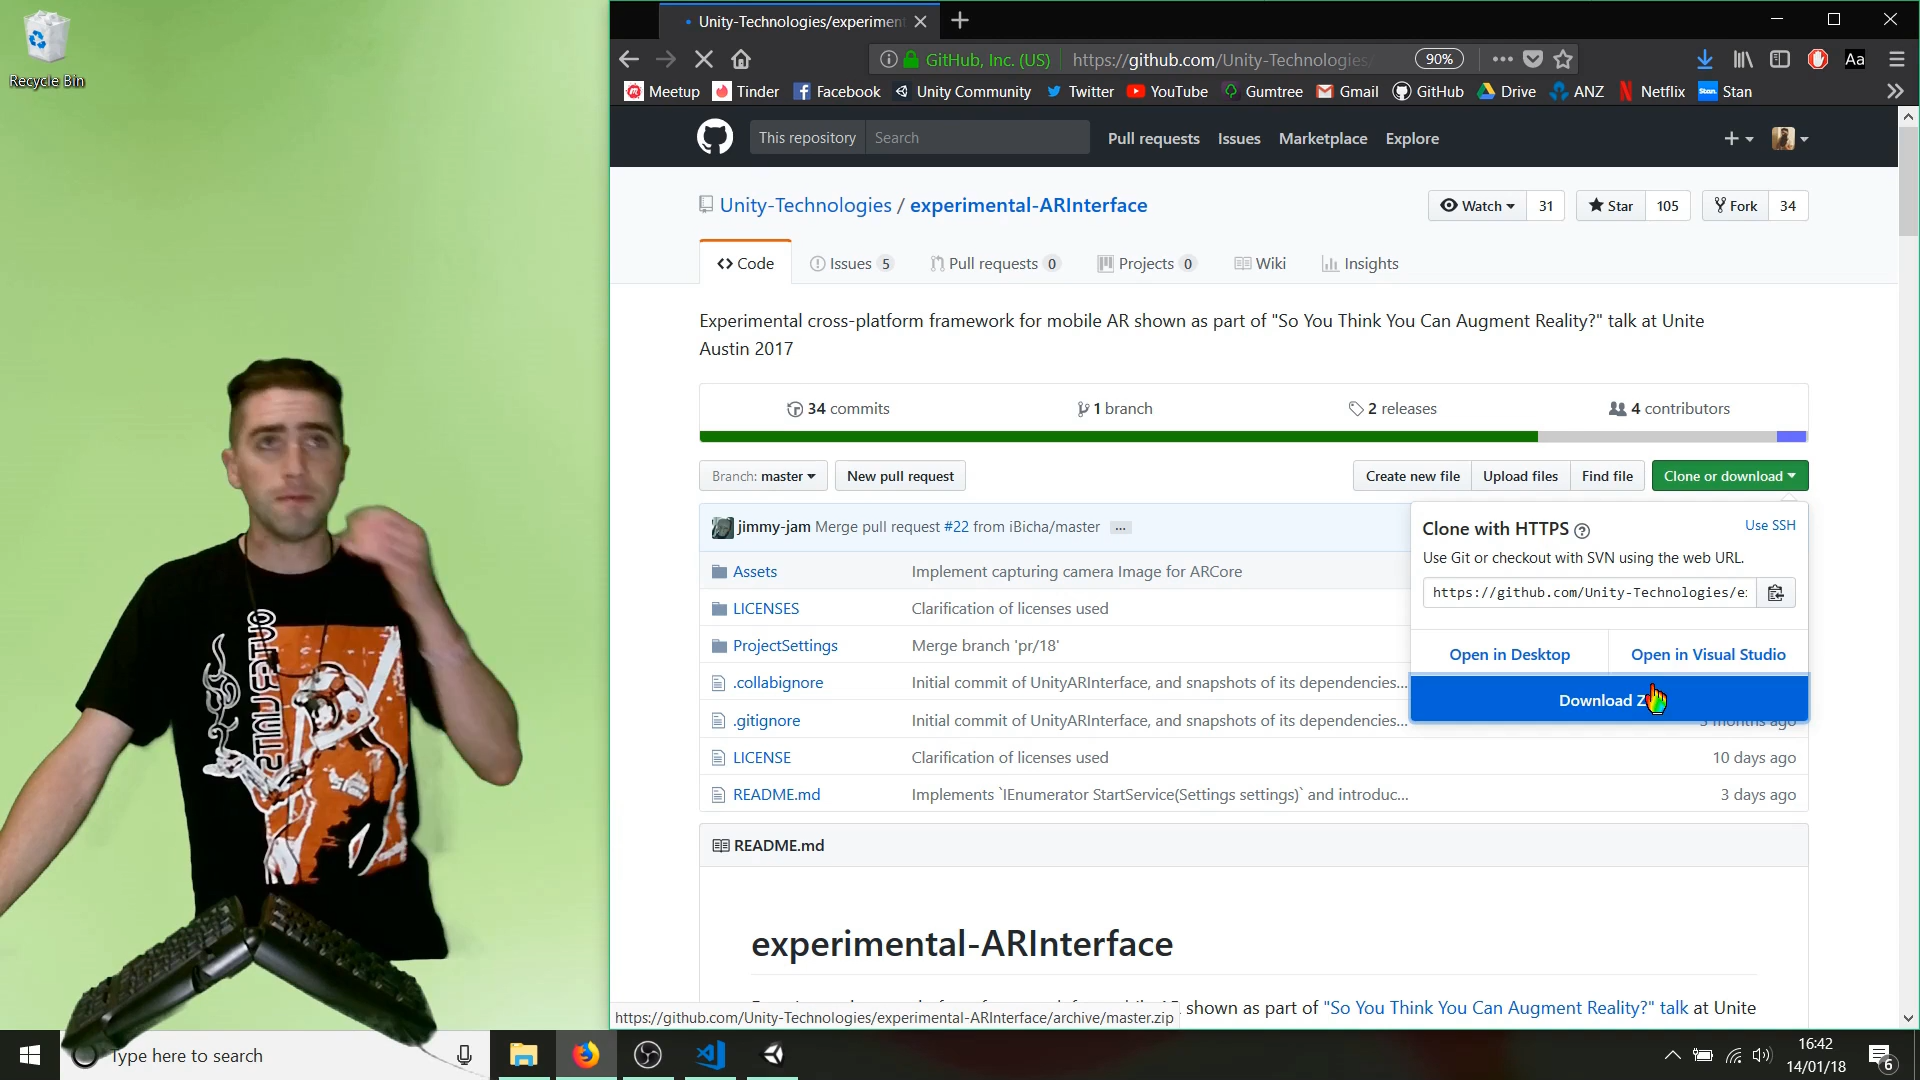 Recycle Bin
Unity-Technologies/experiment
GitHub, Inc. (US)
https://github.com/Unity-Technologies/
90%
Aa
Meetup
Tinder
Facebook
Unity Community
Twitter
YouTube
Gumtree
Gmail
GitHub
Drive
ANZ
Netflix
Stan.
Stan
This repository
Search
Pull requests
Issues
Marketplace
Explore
Unity-Technologies / experimental-ARInterface
Watch 31
Star 105
Fork 34
Code
Issues 5
Pull requests 0
Projects 0
Wiki
Insights
Experimental cross-platform framework for mobile AR shown as part of "So You Think You Can Augment Reality?" talk at Unite
Austin 2017
34 commits
1 branch
2 releases
4 contributors
Branch: master
New pull request
Create new file
Upload files
Find file
Clone or download
jimmy-jam Merge pull request #22 from iBicha/master ...
Clone with HTTPS
Use SSH
Use Git or checkout with SVN using the web URL.
https://github.com/Unity-Technologies/e
Open in Desktop
Open in Visual Studio
Download
Assets Implement capturing camera Image for ARCore
LICENSES Clarification of licenses used
ProjectSettings Merge branch 'pr/18'
.collabignore Initial commit of UnityARInterface, and snapshots of its dependencies...
.gitignore Initial commit of UnityARInterface, and snapshots of its dependencies... 3 months ago
LICENSE Clarification of licenses used 10 days ago
README.md Implements `IEnumerator StartService(Settings settings)` and introduc... 3 days ago
README.md
experimental-ARInterface
shown as part of "So You Think You Can Augment Reality?" talk at Unite
https://github.com/Unity-Technologies/experimental-ARInterface/archive/master.zip
Type here to search
16:42
14/01/18
6